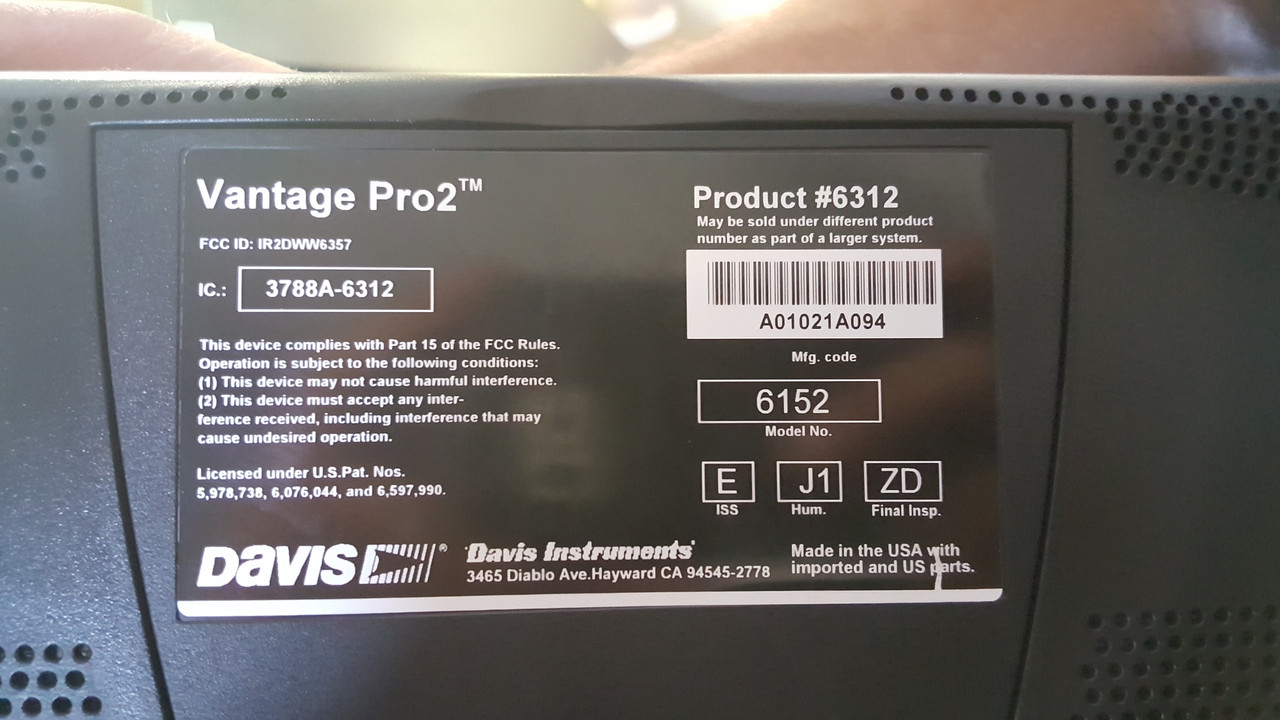 Vantage Pro2™
FCC ID: IR2DWW6357
IC.: 3788A-6312
This device complies with Part 15 of the FCC Rules.
Operation is subject to the following conditions:
(1) This device may not cause harmful interference.
(2) This device must accept any inter-
ference received, including interference that may
cause undesired operation.
Licensed under U.S.Pat. Nos.
5,978,738, 6,076,044, and 6,597,990.
DAVIS ®
Davis Instruments
3465 Diablo Ave.Hayward CA 94545-2778
Product #6312
May be sold under different product
number as part of a larger system.
A01021A094
Mfg. code
6152
Model No.
E J1 ZD
ISS Hum. Final Insp.
Made in the USA with
imported and US parts.